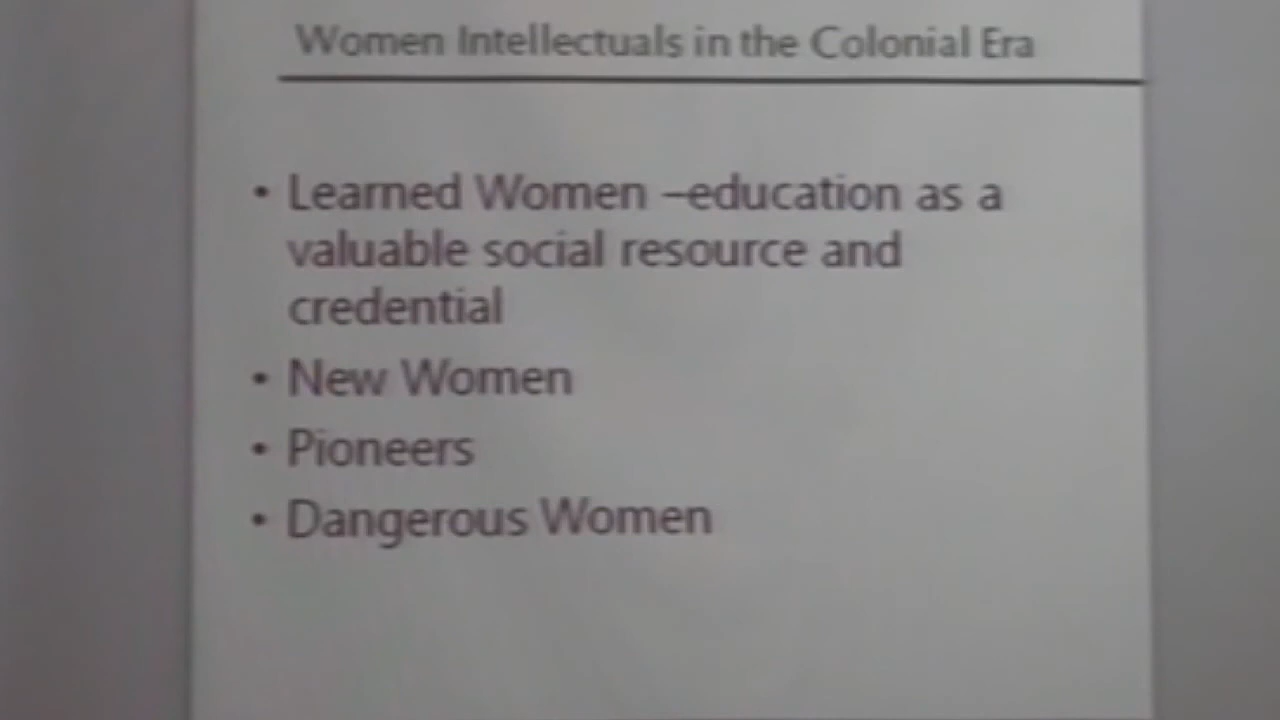 Women Intellectuals in the Colonial Era
• Learned Women –education as a
valuable social resource and
credential
• New Women
• Pioneers
• Dangerous Women